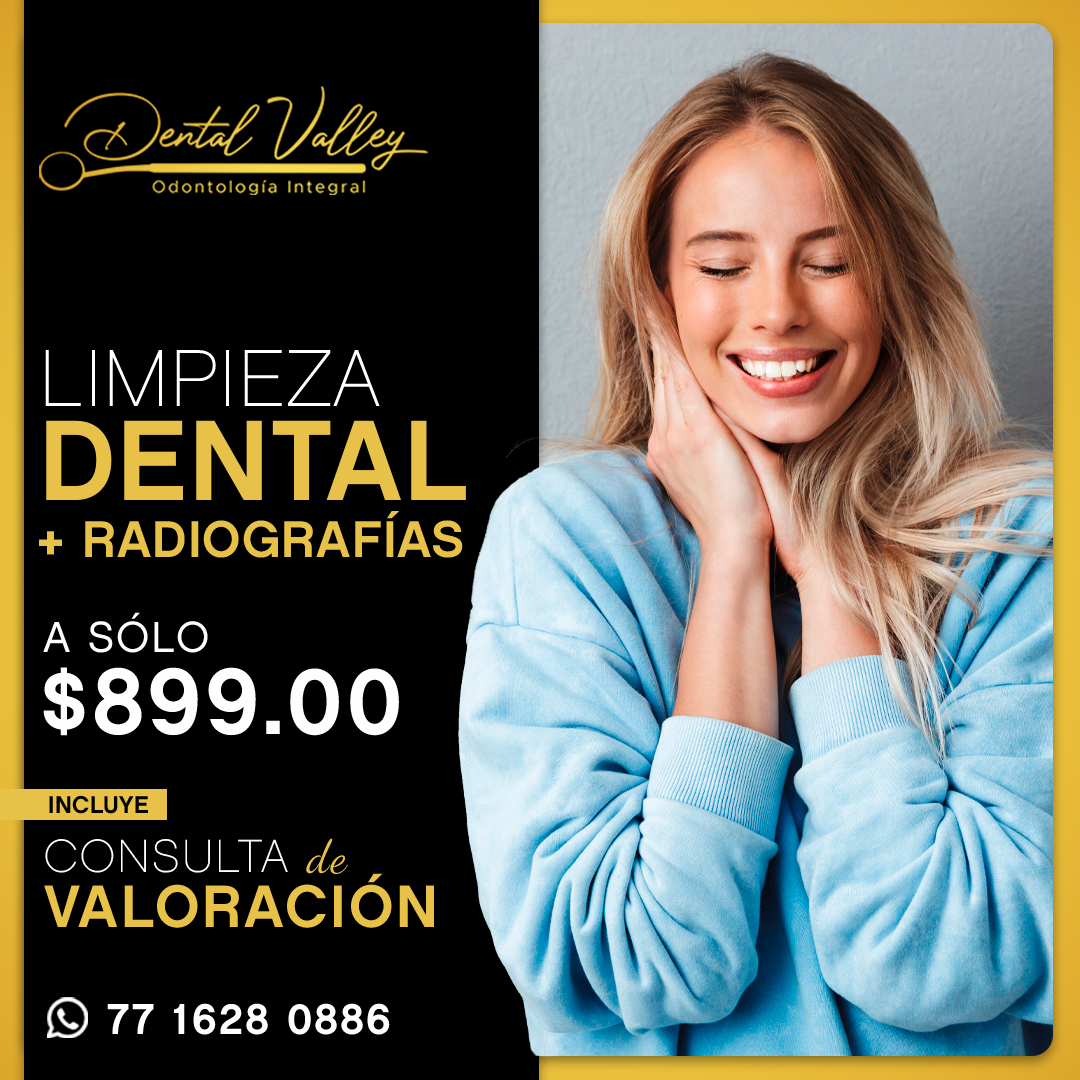 Dental Valley
Odontología Integral
LIMPIEZA
DENTAL
+ RADIOGRAFÍAS
A SÓLO
$899.00
INCLUYE
CONSULTA de
VALORACIÓN
77 1628 0886